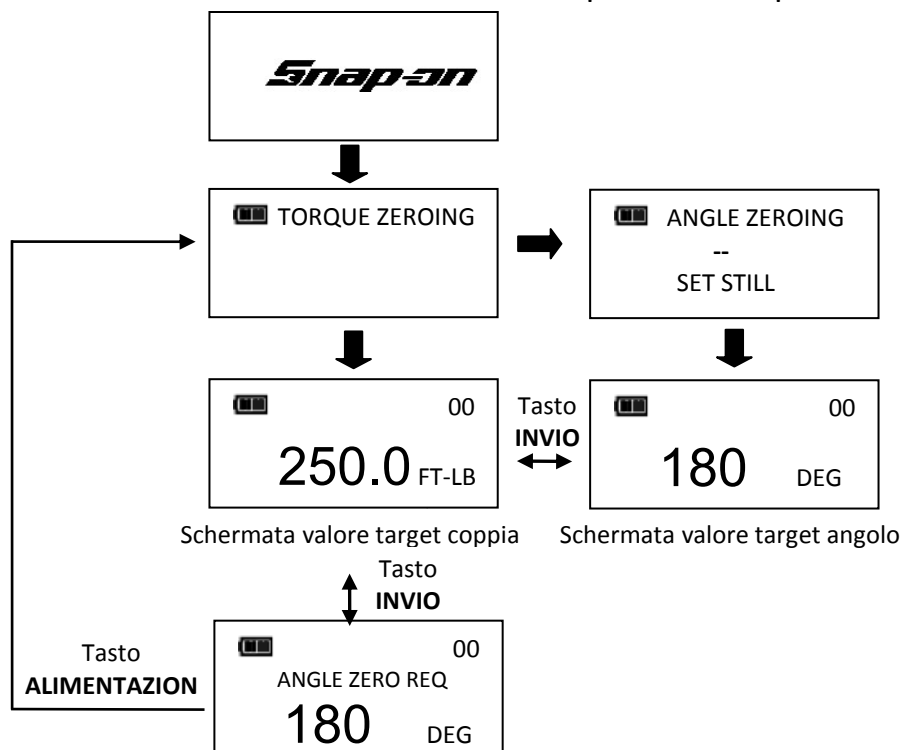 Snap-on
TORQUE ZEROING
ANGLE ZEROING
--
SET STILL
00
250.0 FT-LB
Tasto
INVIO
00
180 DEG
Schermata valore target coppia
Schermata valore target angolo
Tasto
INVIO
Tasto
ALIMENTAZION
00
ANGLE ZERO REQ
180 DEG